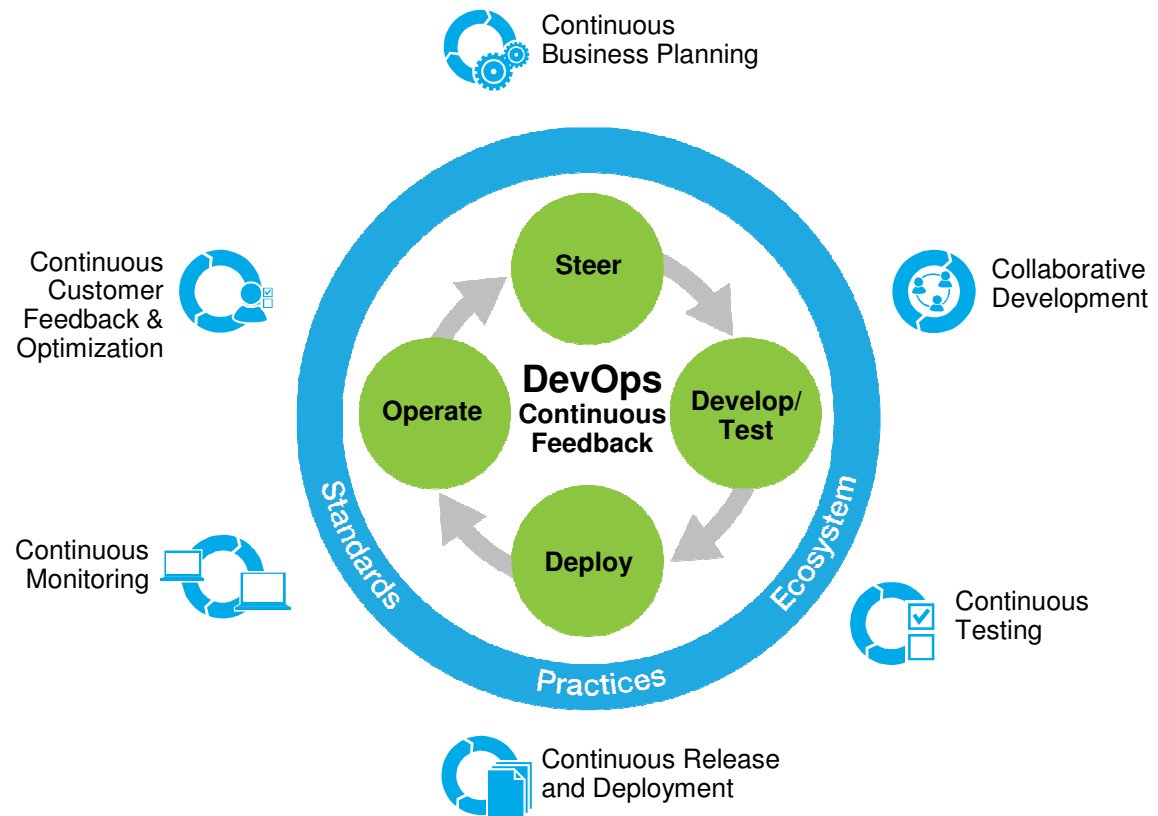 Continuous
Business Planning
Continuous
Customer
Feedback &
Optimization
Steer
Collaborative
Development
Operate
DevOps
Continuous
Feedback
Develop/
Test
Continuous
Monitoring
Deploy
Standards
Practices
Ecosystem
Continuous
Testing
Continuous Release
and Deployment